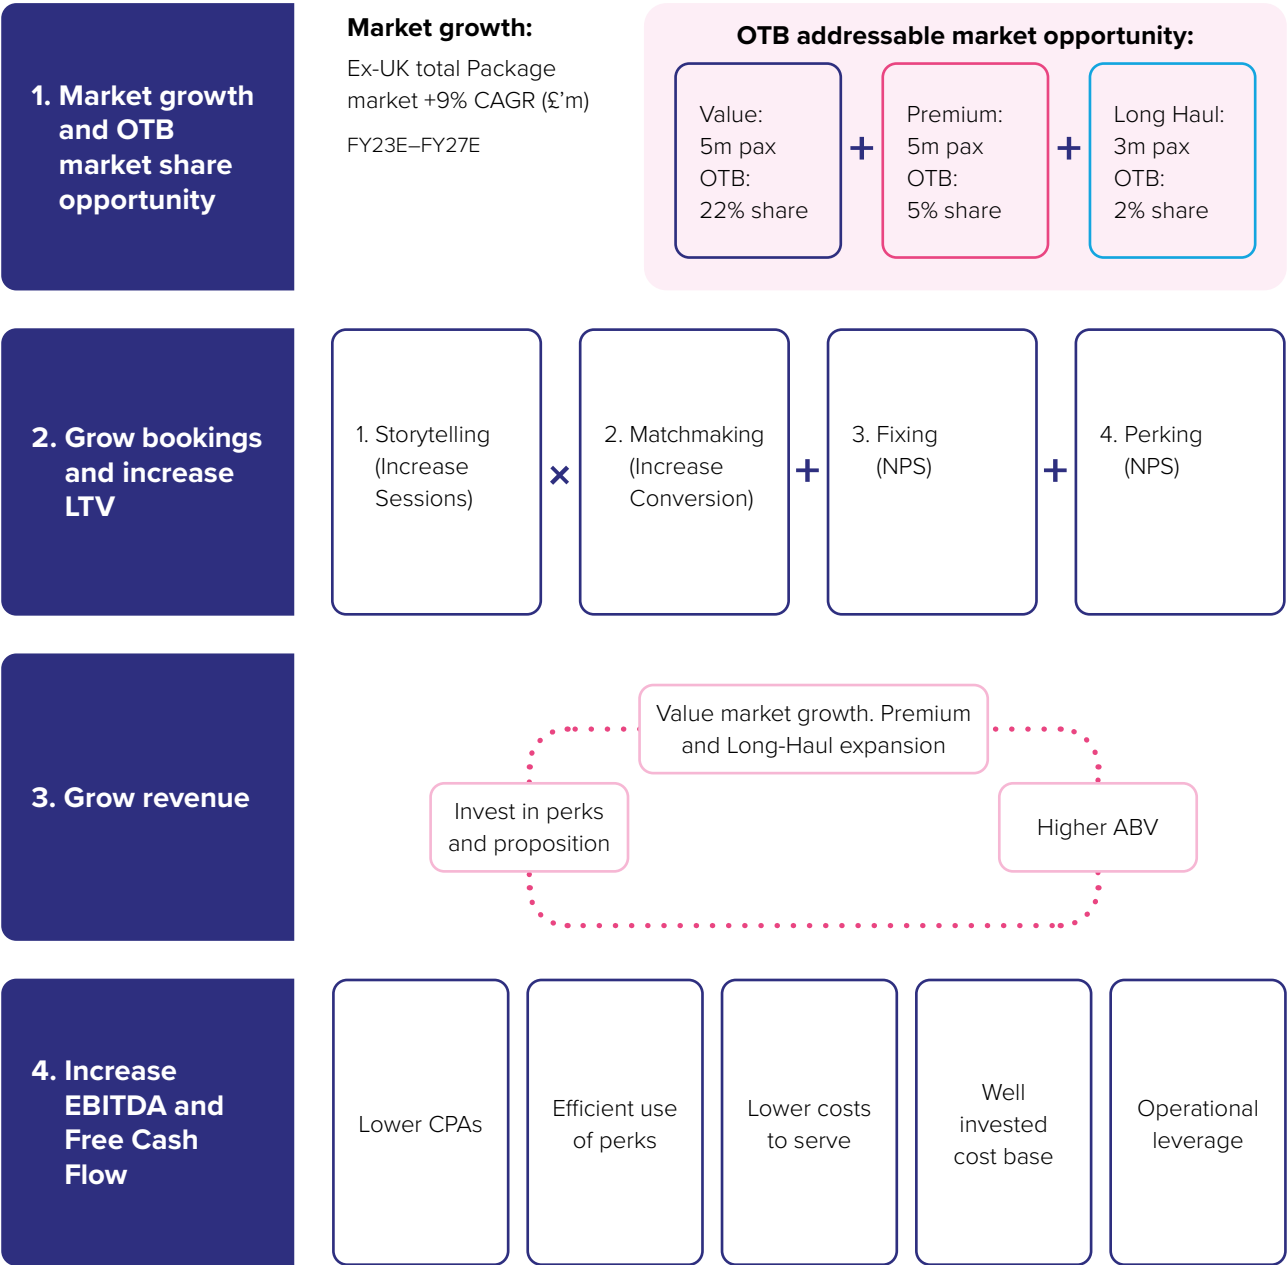 1. Market growth
and OTB
market share
opportunity
Market growth:
Ex-UK total Package
market +9% CAGR (£'m)
FY23E–FY27E
OTB addressable market opportunity:
Value:
5m pax
OTB:
22% share
+
Premium:
5m pax
OTB:
5% share
+
Long Haul:
3m pax
OTB:
2% share
2. Grow bookings
and increase
LTV
1. Storytelling
(Increase
Sessions)
×
2. Matchmaking
(Increase
Conversion)
+
3. Fixing
(NPS)
+
4. Perking
(NPS)
3. Grow revenue
Value market growth. Premium
and Long-Haul expansion
Invest in perks
and proposition
Higher ABV
4. Increase
EBITDA and
Free Cash
Flow
Lower CPAs
Efficient use
of perks
Lower costs
to serve
Well
invested
cost base
Operational
leverage